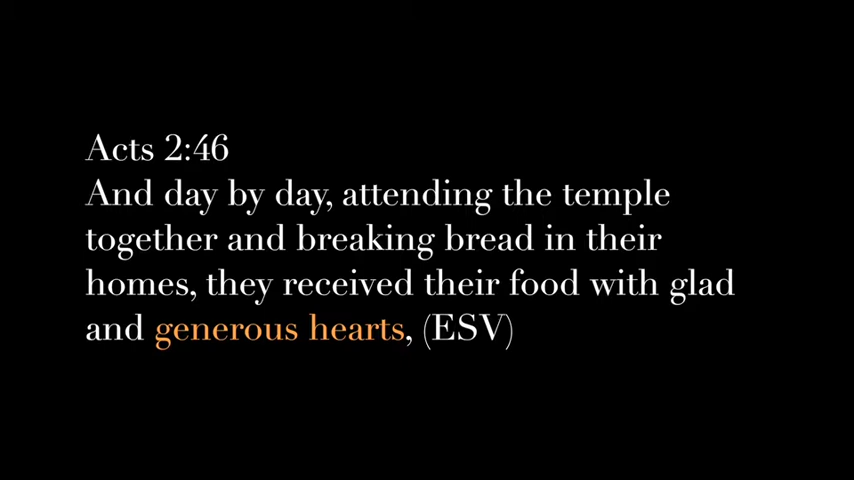 Acts 2:46
And day by day, attending the temple
together and breaking bread in their
homes, they received their food with glad
and generous hearts, (ESV)